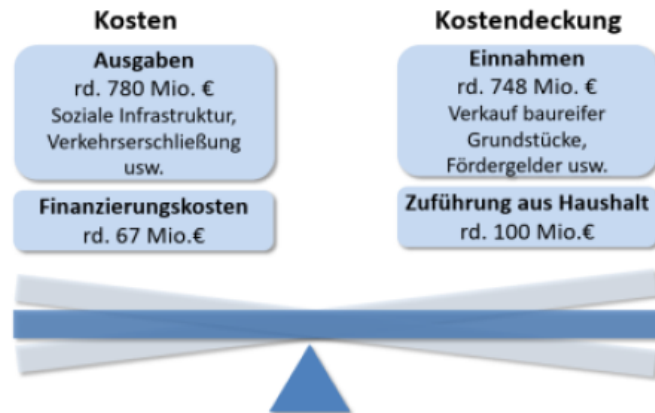 Kosten
Ausgaben
rd. 780 Mio. €
Soziale Infrastruktur,
Verkehrserschließung
usw.
Finanzierungskosten
rd. 67 Mio.€
Kostendeckung
Einnahmen
rd. 748 Mio. €
Verkauf baureifer
Grundstücke,
Fördergelder usw.
Zuführung aus Haushalt
rd. 100 Mio.€